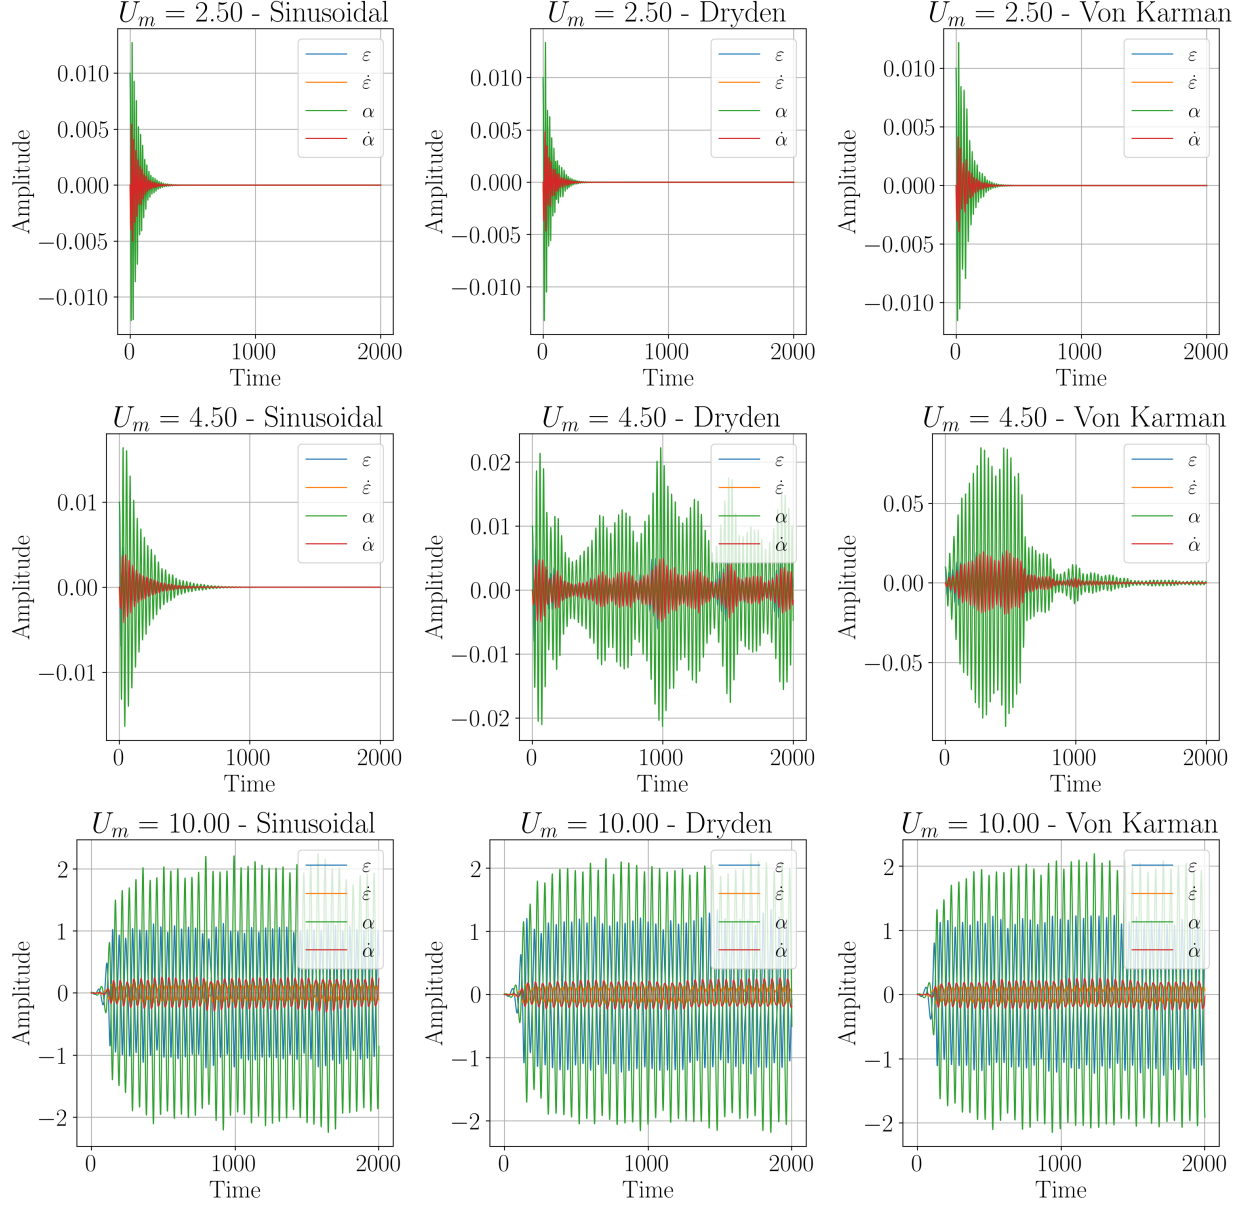 U_m = 2.50 - Sinusoidal
0.010
0.005
0.000
−0.005
−0.010
Amplitude
0
1000
2000
Time
ε
ε̇
α
α̇
U_m = 2.50 - Dryden
0.010
0.005
0.000
−0.005
−0.010
Amplitude
0
1000
2000
Time
ε
ε̇
α
α̇
U_m = 2.50 - Von Karman
0.010
0.005
0.000
−0.005
−0.010
Amplitude
0
1000
2000
Time
ε
ε̇
α
α̇
U_m = 4.50 - Sinusoidal
0.01
0.00
−0.01
Amplitude
0
1000
2000
Time
ε
ε̇
α
α̇
U_m = 4.50 - Dryden
0.02
0.01
0.00
−0.01
−0.02
Amplitude
0
1000
2000
Time
ε
ε̇
α
α̇
U_m = 4.50 - Von Karman
0.05
0.00
−0.05
Amplitude
0
1000
2000
Time
ε
ε̇
α
α̇
U_m = 10.00 - Sinusoidal
2
1
0
−1
−2
Amplitude
0
1000
2000
Time
ε
ε̇
α
α̇
U_m = 10.00 - Dryden
2
1
0
−1
−2
Amplitude
0
1000
2000
Time
ε
ε̇
α
α̇
U_m = 10.00 - Von Karman
2
1
0
−1
−2
Amplitude
0
1000
2000
Time
ε
ε̇
α
α̇